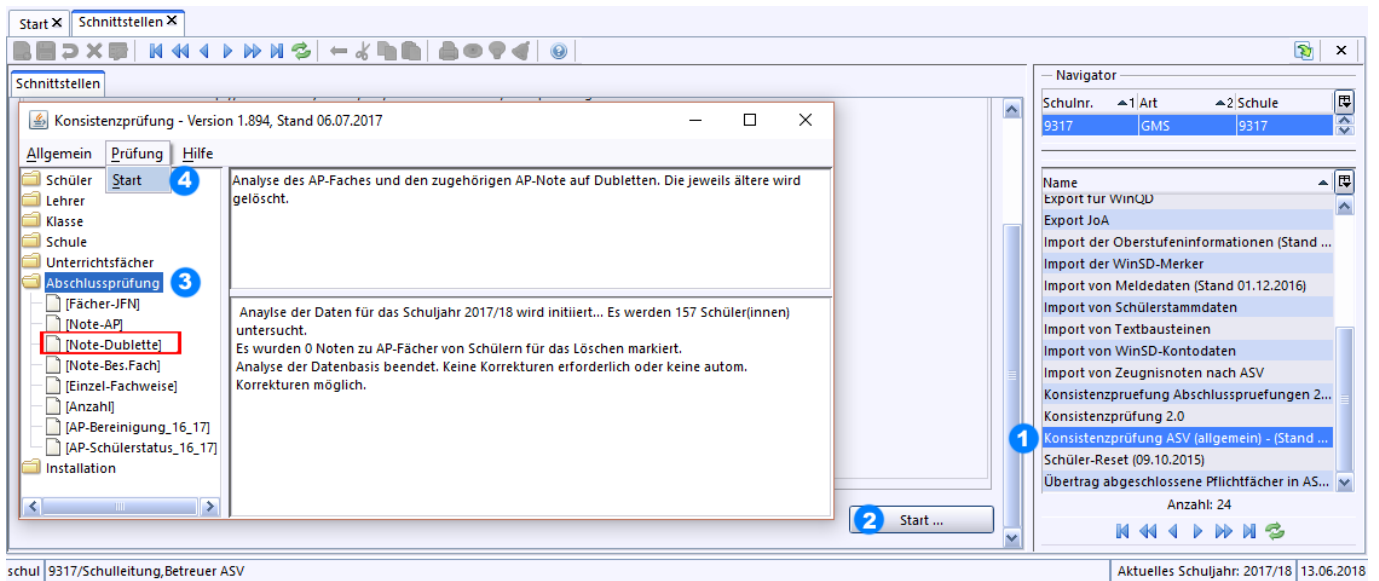 Start X Schnittstellen X
Schnittstellen
Konsistenzprüfung - Version 1.894, Stand 06.07.2017
Allgemein Prüfung Hilfe
Start 4
Schüler
Lehrer
Klasse
Schule
Unterrichtsfächer
Abschlussprüfung 3
[Fächer-JFN]
[Note-AP]
[Note-Dublette]
[Note-Bes.Fach]
[Einzel-Fachweise]
[Anzahl]
[AP-Bereinigung_16_17]
[AP-Schülerstatus_16_17]
Installation
Analyse des AP-Faches und den zugehörigen AP-Note auf Dubletten. Die jeweils ältere wird
gelöscht.
Anaylse der Daten für das Schuljahr 2017/18 wird initiiert... Es werden 157 Schüler(innen)
untersucht.
Es wurden 0 Noten zu AP-Fächer von Schülern für das Löschen markiert.
Analyse der Datenbasis beendet. Keine Korrekturen erforderlich oder keine autom.
Korrekturen möglich.
2 Start ...
Navigator
Schulnr. 1 Art 2 Schule
9317 GMS 9317
Name
Export für WinQD
Export JoA
Import der Oberstufeninformationen (Stand ...
Import der WinSD-Merker
Import von Meldedaten (Stand 01.12.2016)
Import von Schülerstammdaten
Import von Textbausteinen
Import von WinSD-Kontodaten
Import von Zeugnisnoten nach ASV
Konsistenzpruefung Abschlusspruefungen 2...
Konsistenzprüfung 2.0
1 Konsistenzprüfung ASV (allgemein) - (Stand ...
Schüler-Reset (09.10.2015)
Übertrag abgeschlossene Pflichtfächer in AS...
Anzahl: 24
schul 9317/Schulleitung,Betreuer ASV
Aktuelles Schuljahr: 2017/18 13.06.2018